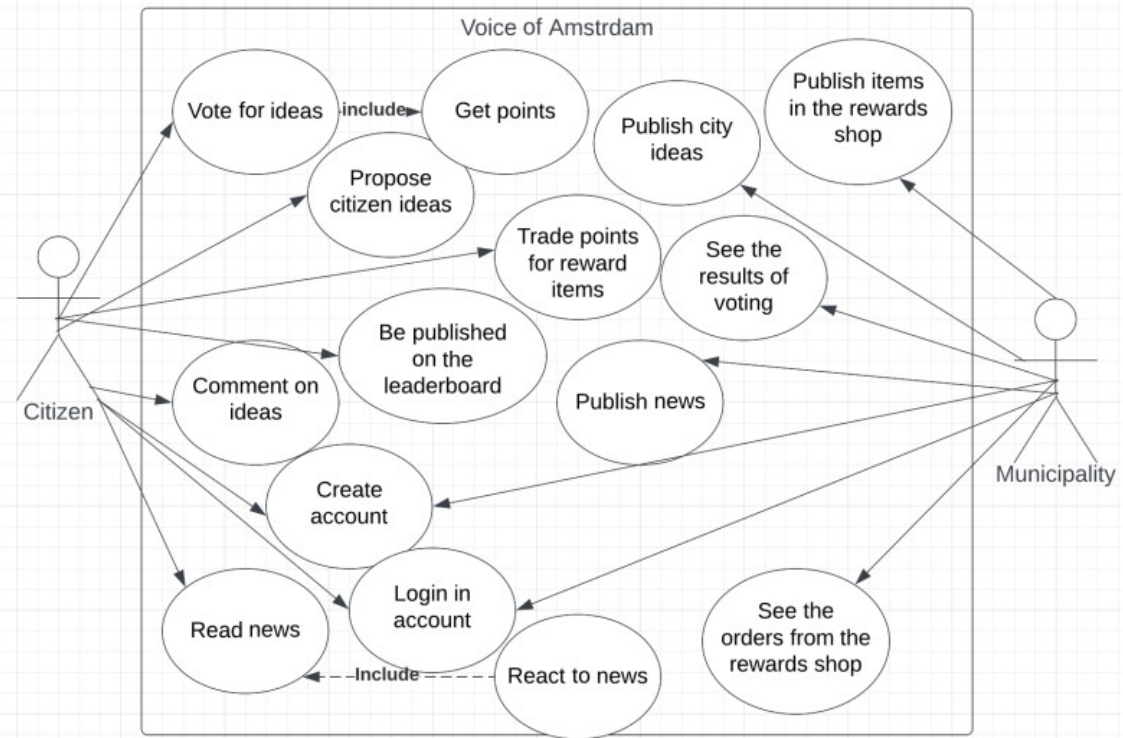 Voice of Amstrdam
Vote for ideas
include
Get points
Publish city
ideas
Publish items
in the rewards
shop
Propose
citizen ideas
Trade points
for reward
items
See the
results of
voting
Be published
on the
leaderboard
Comment on
ideas
Publish news
Citizen
Municipality
Create
account
Login in
account
Read news
Include
React to news
See the
orders from the
rewards shop